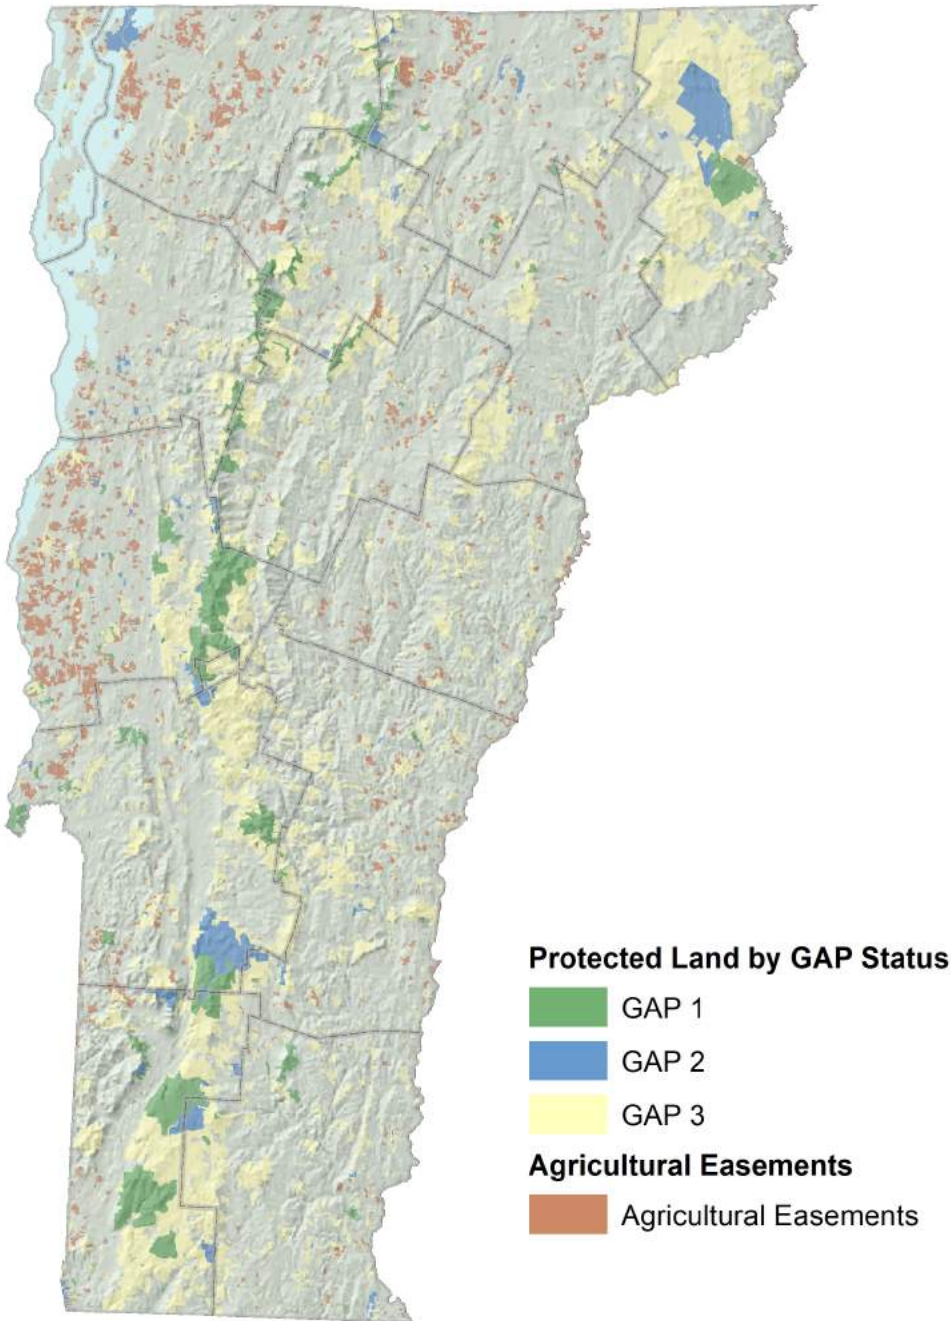 Protected Land by GAP Status
GAP 1
GAP 2
GAP 3
Agricultural Easements
Agricultural Easements